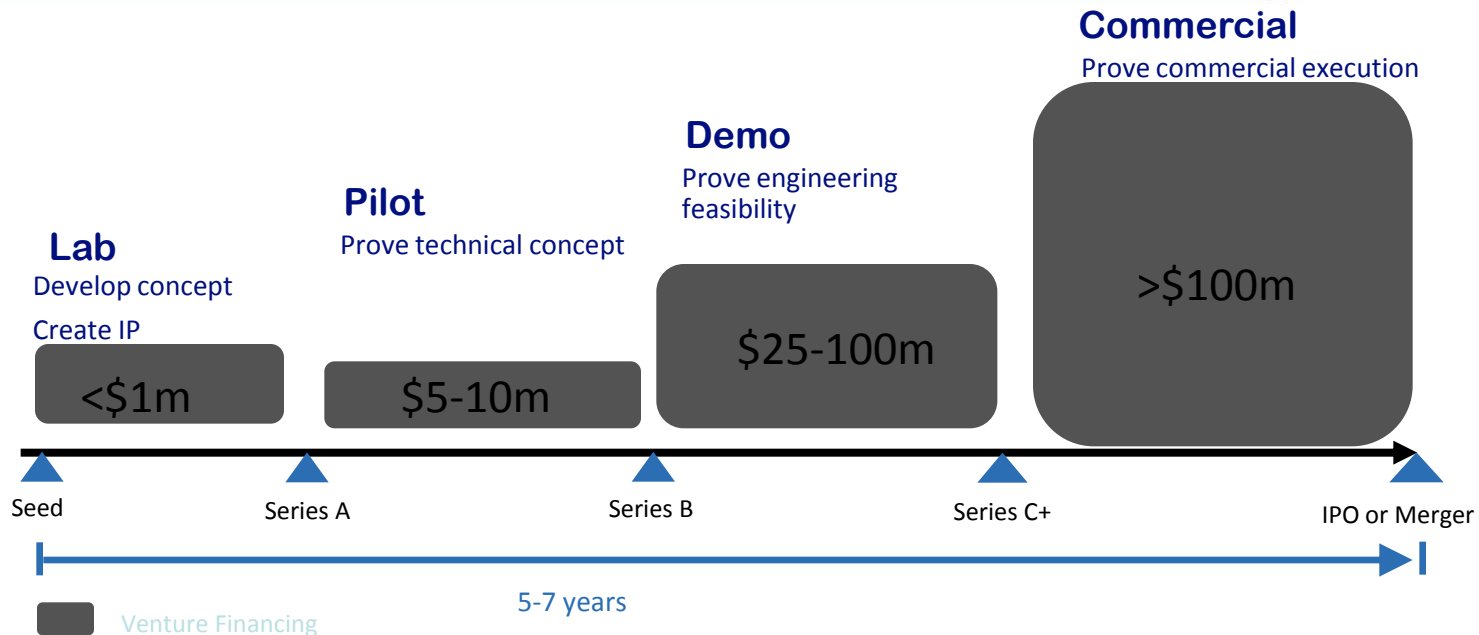 Commercial
Prove commercial execution
Demo
Prove engineering
feasibility
Pilot
Prove technical concept
Lab
Develop concept
Create IP
<$1m
$5-10m
$25-100m
>$100m
Seed
Series A
Series B
Series C+
IPO or Merger
5-7 years
Venture Financing